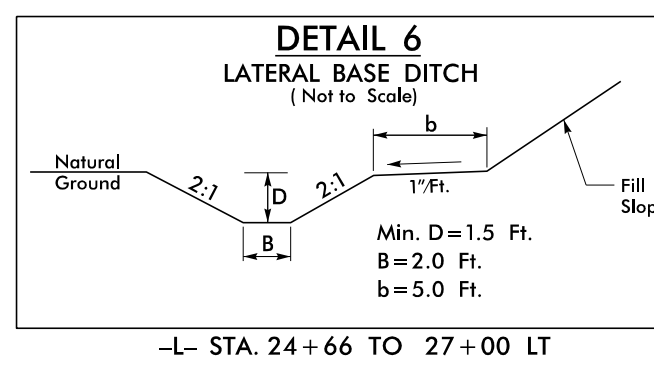 DETAIL 6
LATERAL BASE DITCH
( Not to Scale)
b
Natural
Ground
2:1
D
2:1
1"/Ft.
Fill
Slop
B
Min. D=1.5 Ft.
B=2.0 Ft.
b=5.0 Ft.
-L- STA. 24+66 TO 27+00 LT